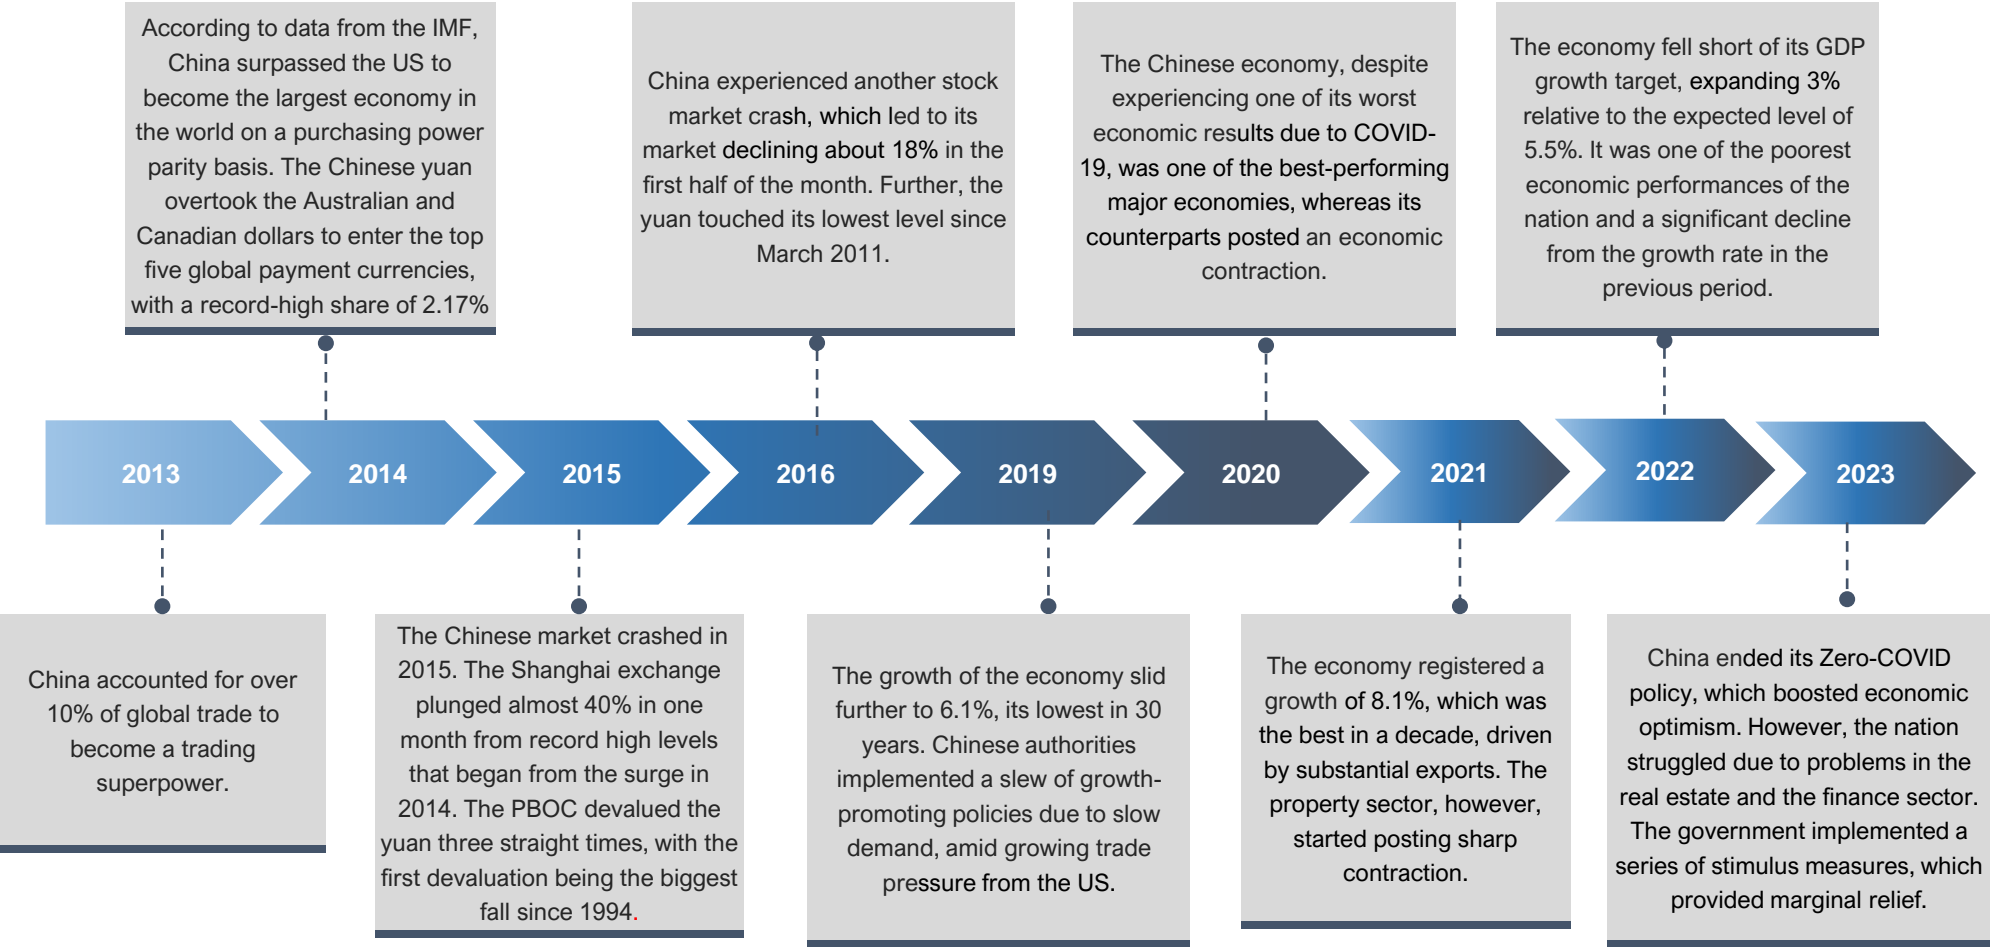 According to data from the IMF,
China surpassed the US to
become the largest economy in
the world on a purchasing power
parity basis. The Chinese yuan
overtook the Australian and
Canadian dollars to enter the top
five global payment currencies,
with a record-high share of 2.17%
China experienced another stock
market crash, which led to its
market declining about 18% in the
first half of the month. Further, the
yuan touched its lowest level since
March 2011.
The Chinese economy, despite
experiencing one of its worst
economic results due to COVID-
19, was one of the best-performing
major economies, whereas its
counterparts posted an economic
contraction.
The economy fell short of its GDP
growth target, expanding 3%
relative to the expected level of
5.5%. It was one of the poorest
economic performances of the
nation and a significant decline
from the growth rate in the
previous period.
2013
2014
2015
2016
2019
2020
2021
2022
2023
China accounted for over
10% of global trade to
become a trading
superpower.
The Chinese market crashed in
2015. The Shanghai exchange
plunged almost 40% in one
month from record high levels
that began from the surge in
2014. The PBOC devalued the
yuan three straight times, with the
first devaluation being the biggest
fall since 1994.
The growth of the economy slid
further to 6.1%, its lowest in 30
years. Chinese authorities
implemented a slew of growth-
promoting policies due to slow
demand, amid growing trade
pressure from the US.
The economy registered a
growth of 8.1%, which was
the best in a decade, driven
by substantial exports. The
property sector, however,
started posting sharp
contraction.
China ended its Zero-COVID
policy, which boosted economic
optimism. However, the nation
struggled due to problems in the
real estate and the finance sector.
The government implemented a
series of stimulus measures, which
provided marginal relief.